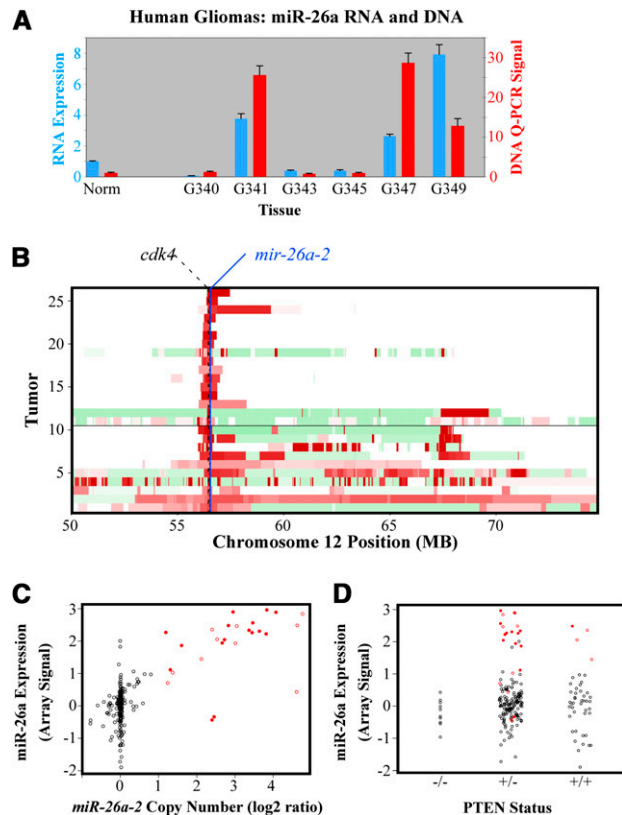 A
Human Gliomas: miR-26a RNA and DNA
RNA Expression
8
6
4
2
0
30
20
10
0
DNA Q-PCR Signal
Norm G340 G341 G343 G345 G347 G349
Tissue
B
cdk4 mir-26a-2
Tumor
25
20
15
10
5
50 55 60 65 70
Chromosome 12 Position (MB)
C
miR-26a Expression
(Array Signal)
3
2
1
0
-1
-2
0 1 2 3 4
miR-26a-2 Copy Number (log2 ratio)
D
miR-26a Expression
(Array Signal)
3
2
1
0
-1
-2
-/- +/- +/+
PTEN Status